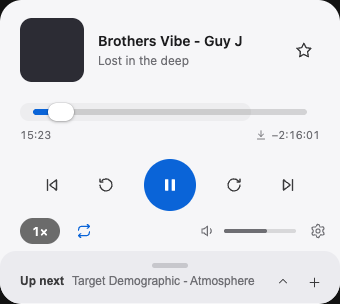 Brothers Vibe - Guy J
Lost in the deep
15:23 −2:16:01
1×
Up next Target Demographic - Atmosphere